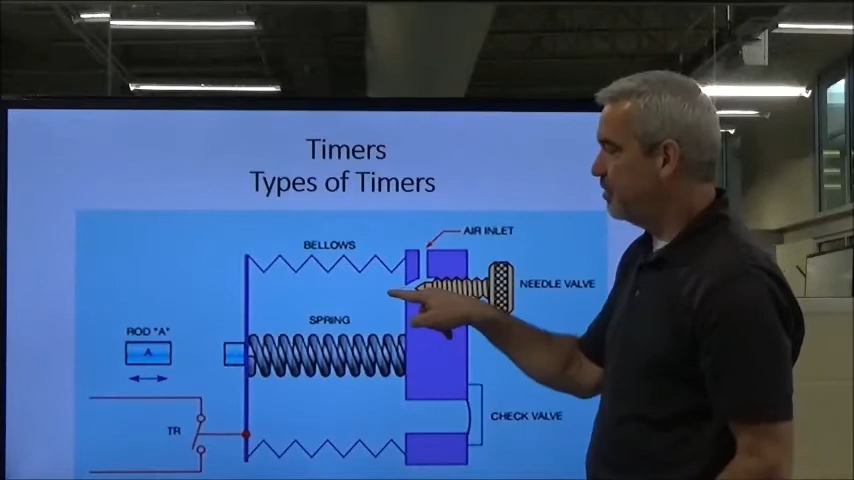 Timers
Types of Timers
AIR INLET
BELLOWS
NEEDLE VALVE
SPRING
ROD "A"
A
CHECK VALVE
TR